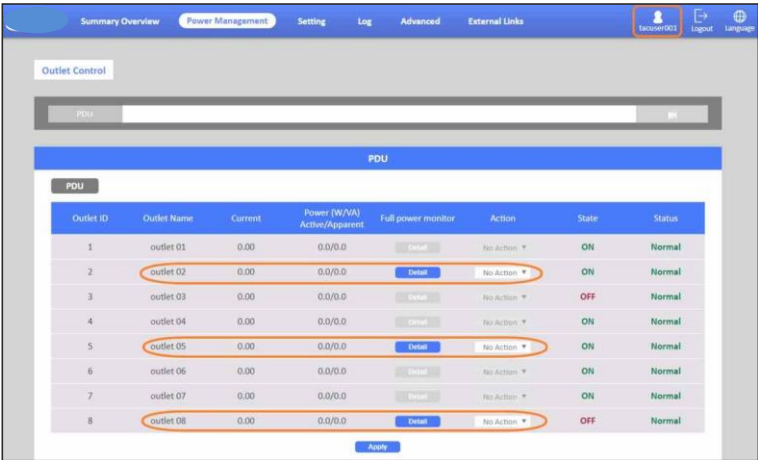 Summary Overview Power Management Setting Log Advanced External Links tacuser001 Logout Language
Outlet Control
PDU
PDU
PDU
Outlet ID Outlet Name Current Power (W/VA) Active/Apparent Full power monitor Action State Status
1 outlet 01 0.00 0.0/0.0 Detail No Action ON Normal
2 outlet 02 0.00 0.0/0.0 Detail No Action ON Normal
3 outlet 03 0.00 0.0/0.0 Detail No Action OFF Normal
4 outlet 04 0.00 0.0/0.0 Detail No Action ON Normal
5 outlet 05 0.00 0.0/0.0 Detail No Action ON Normal
6 outlet 06 0.00 0.0/0.0 Detail No Action ON Normal
7 outlet 07 0.00 0.0/0.0 Detail No Action ON Normal
8 outlet 08 0.00 0.0/0.0 Detail No Action OFF Normal
Apply